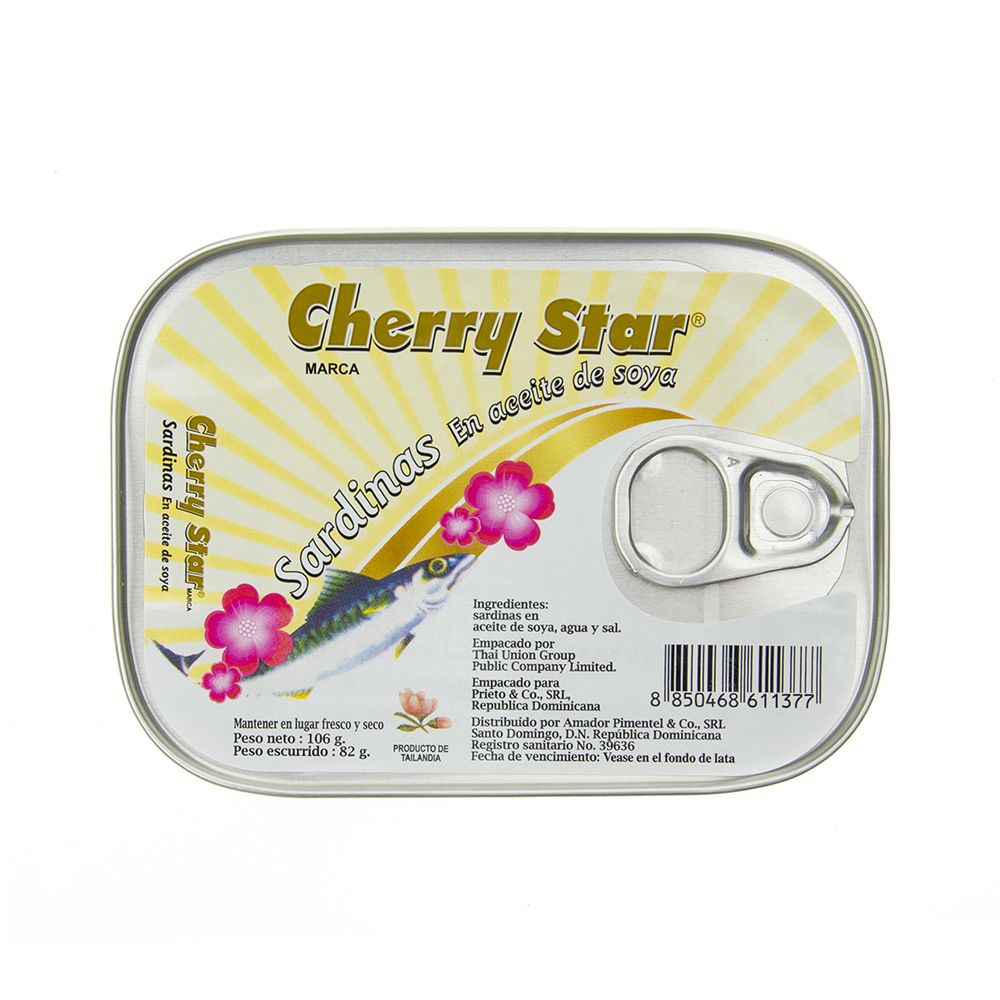 Cherry Star®
MARCA
Sardinas En aceite de soya
Cherry Star®
MARCA
Sardinas En aceite de soya
A
Ingredientes:
sardinas en
aceite de soya, agua y sal.
Empacado por
Thai Union Group
Public Company Limited.
Empacado para
Prieto & Co., SRL,
Republica Dominicana
Distribuido por Amador Pimentel & Co., SRL
Santo Domingo, D.N. República Dominicana
Registro sanitario No. 39636
Fecha de vencimiento: Vease en el fondo de lata
8 850468 611377
Mantener en lugar fresco y seco
Peso neto : 106 g.
Peso escurrido : 82 g.
PRODUCTO DE
TAILANDIA